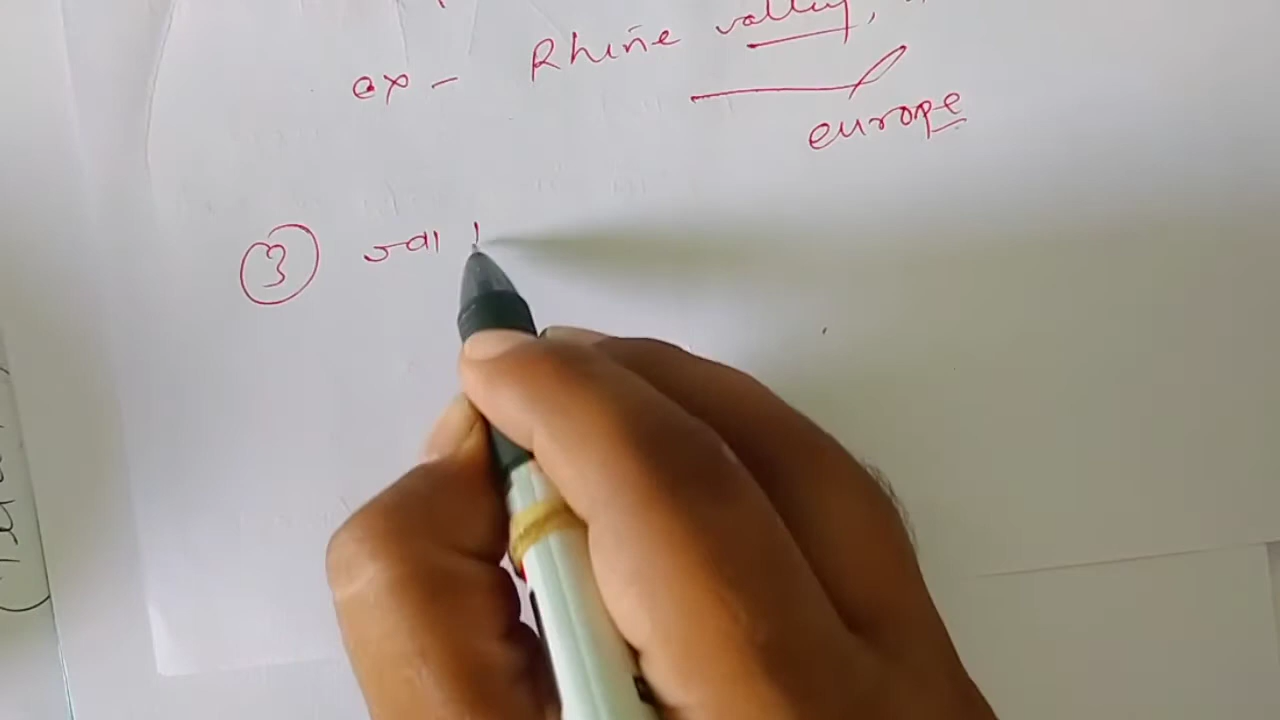 ex - Rhine valley,
europe
③